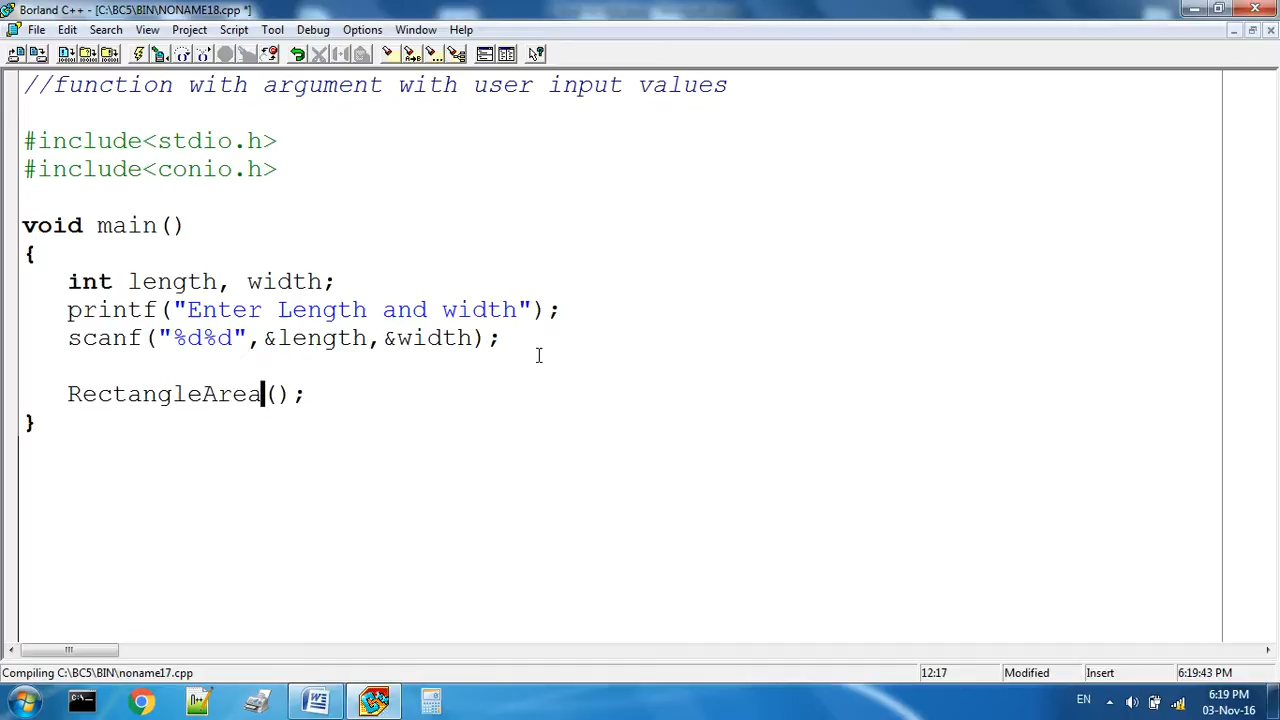 Borland C++ - [C:\BC5\BIN\NONAME18.cpp *]
File Edit Search View Project Script Tool Debug Options Window Help
//function with argument with user input values
#include<stdio.h>
#include<conio.h>
void main()
{
int length, width;
printf("Enter Length and width");
scanf("%d%d",&length,&width);
RectangleArea();
}
Compiling C:\BC5\BIN\noname17.cpp 12:17 Modified Insert 6:19:43 PM
EN 6:19 PM
03-Nov-16